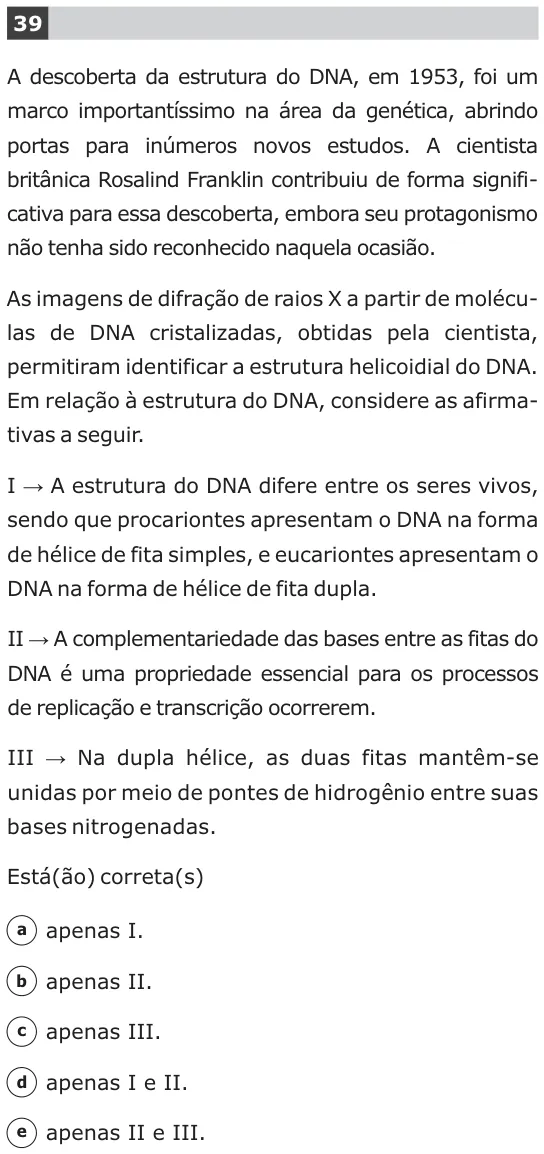 39
A descoberta da estrutura do DNA, em 1953, foi um
marco importantíssimo na área da genética, abrindo
portas para inúmeros novos estudos. A cientista
britânica Rosalind Franklin contribuiu de forma signifi-
cativa para essa descoberta, embora seu protagonismo
não tenha sido reconhecido naquela ocasião.
As imagens de difração de raios X a partir de molécu-
las de DNA cristalizadas, obtidas pela cientista,
permitiram identificar a estrutura helicoidial do DNA.
Em relação à estrutura do DNA, considere as afirma-
tivas a seguir.
I → A estrutura do DNA difere entre os seres vivos,
sendo que procariontes apresentam o DNA na forma
de hélice de fita simples, e eucariontes apresentam o
DNA na forma de hélice de fita dupla.
II → A complementariedade das bases entre as fitas do
DNA é uma propriedade essencial para os processos
de replicação e transcrição ocorrerem.
III → Na dupla hélice, as duas fitas mantêm-se
unidas por meio de pontes de hidrogênio entre suas
bases nitrogenadas.
Está(ão) correta(s)
a apenas I.
b apenas II.
c apenas III.
d apenas I e II.
e apenas II e III.